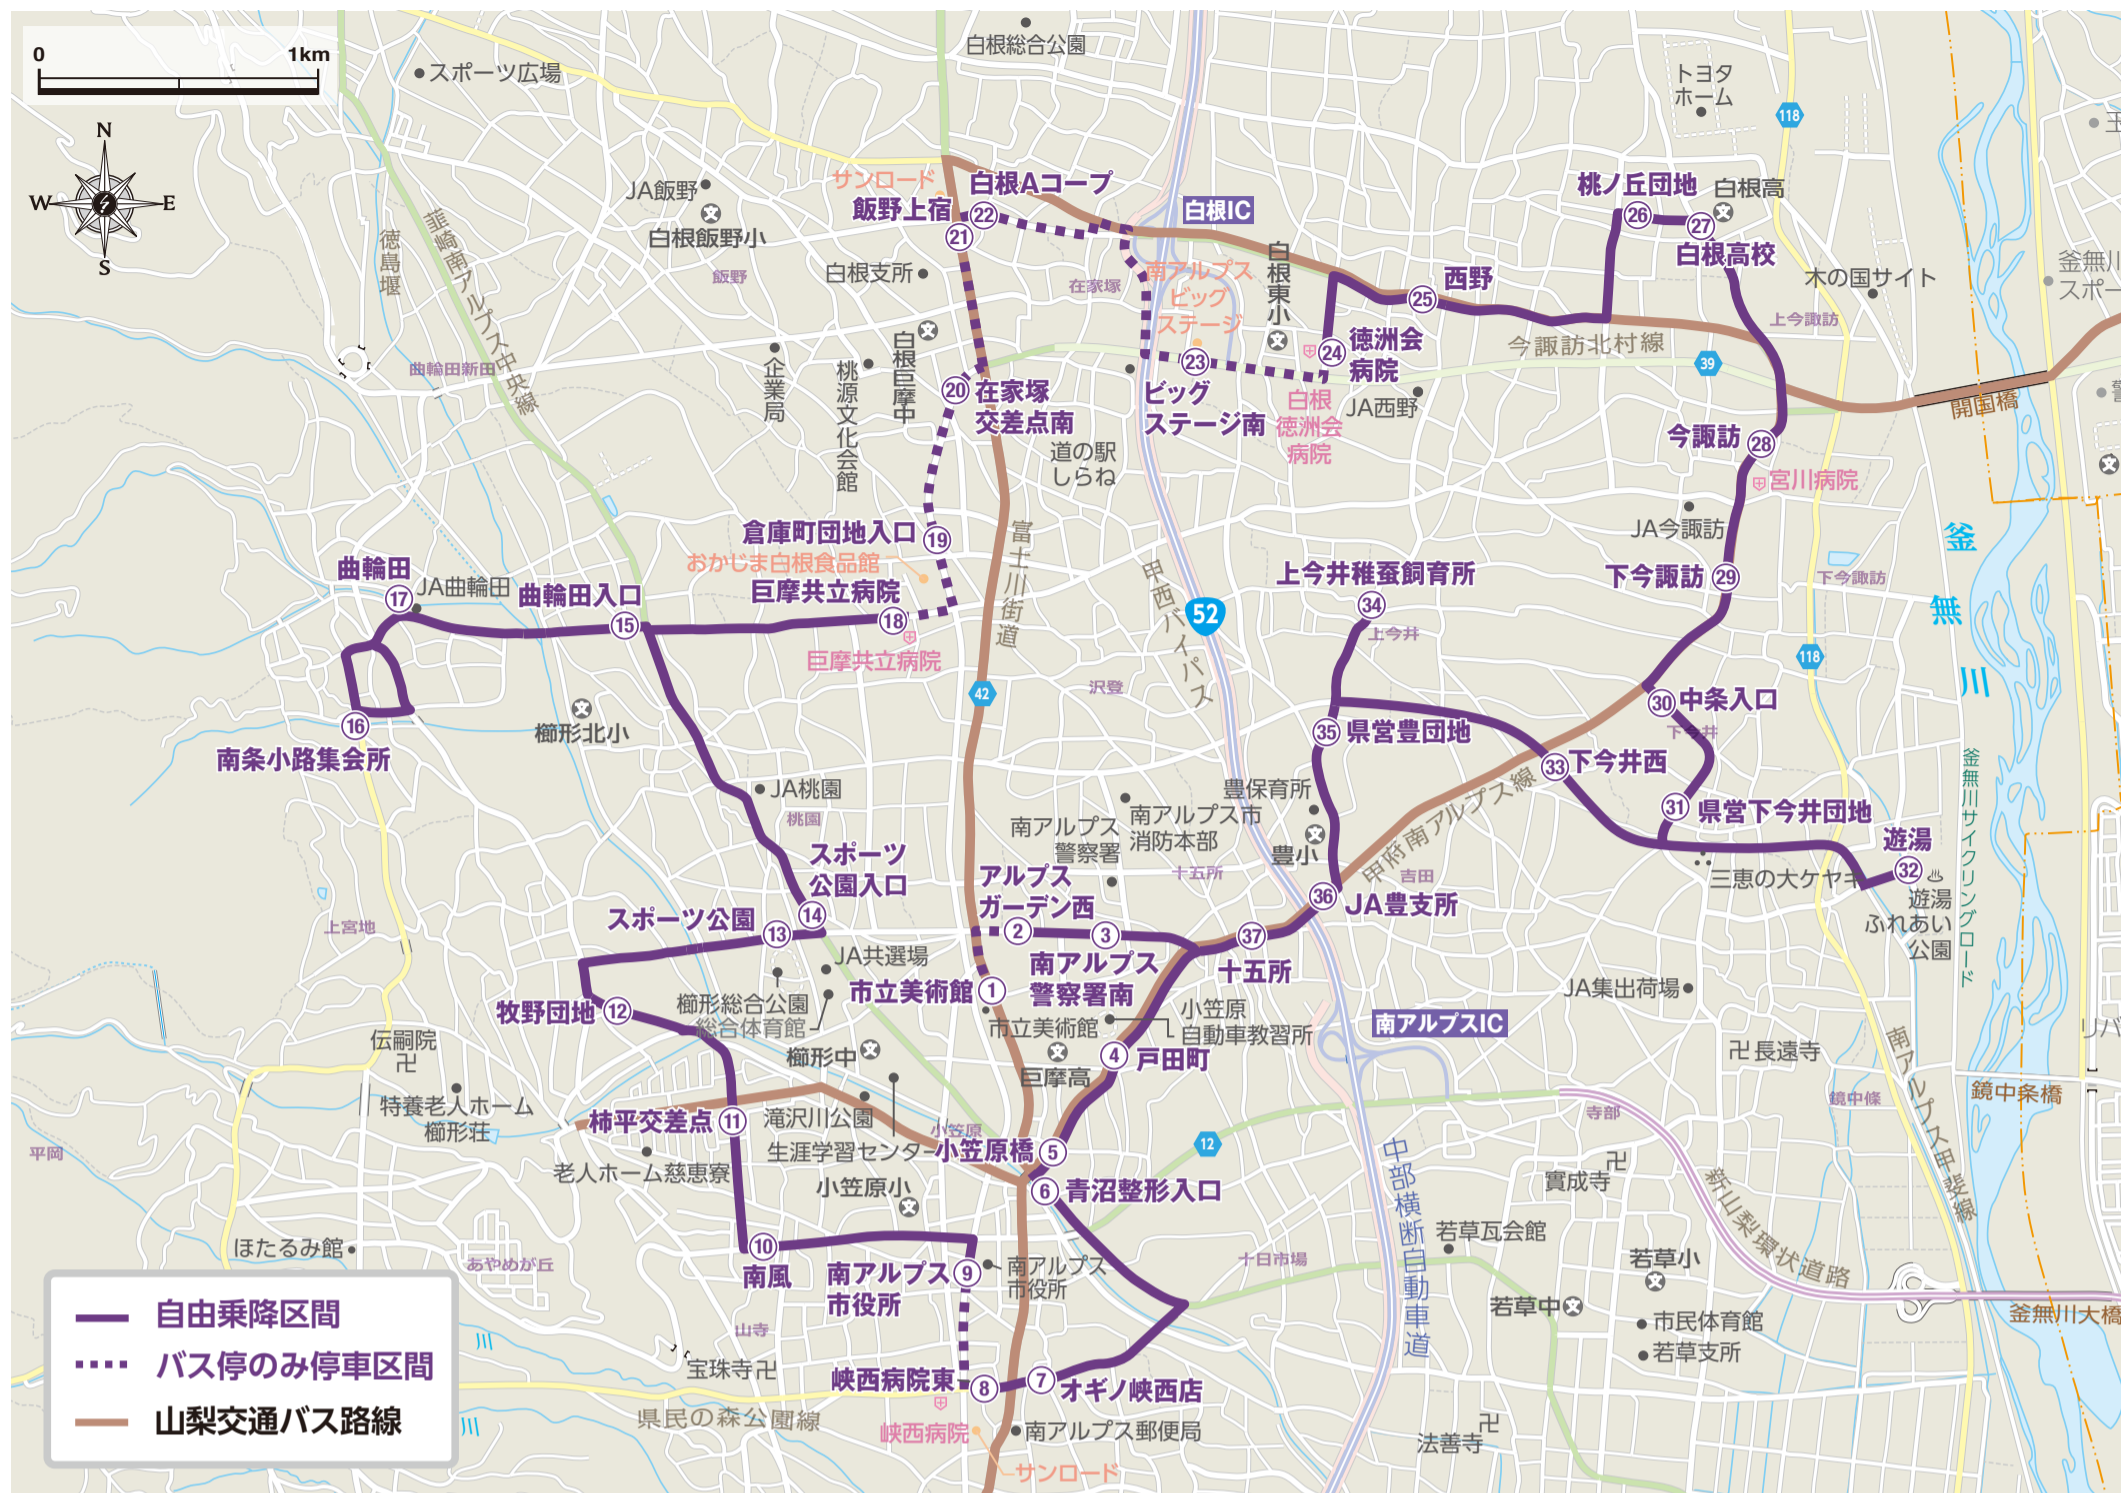 0
1km
N
W
E
S
スポーツ広場
白根総合公園
トヨタ
ホーム
118
JA飯野
白根飯野小
飯野
サンロード
白根Aコープ
飯野上宿
22
21
白根IC
桃ノ丘団地
白根高
26
27
白根高校
木の国サイト
上今諏訪
徳島堰
韮崎南アルプス中央線
白根支所
在家塚
南アルプス
ビッグ
ステージ
白根東小
西野
25
釜無川
スポー
曲輪田新田
企業局
桃源文化会館
白根巨摩中
20
在家塚
交差点南
23
ビッグ
ステージ南
24
徳洲会
病院
白根
徳洲会
病院
JA西野
今諏訪北村線
39
開国橋
道の駅
しらね
今諏訪
28
宮川病院
JA今諏訪
倉庫町団地入口
19
おかじま白根食品館
巨摩共立病院
18
巨摩共立病院
富士川街道
甲西バイパス
52
上今井稚蚕飼育所
34
上今井
下今諏訪
29
下今諏訪
118
釜無川
曲輪田
17
JA曲輪田
曲輪田入口
15
16
南条小路集会所
櫛形北小
42
沢登
35
県営豊団地
30
中条入口
下今井
33
下今井西
31
県営下今井団地
釜無川サイクリングロード
JA桃園
桃園
南アルプス
警察署
南アルプス市
消防本部
豊保育所
豊小
甲府南アルプス線
吉田
十五所
三恵の大ケヤキ
遊湯
32
遊湯
ふれあい
公園
スポーツ
公園入口
14
スポーツ公園
13
アルプス
ガーデン西
2
3
南アルプス
警察署南
37
十五所
36
JA豊支所
上宮地
JA共選場
櫛形総合公園
総合体育館
市立美術館
1
市立美術館
小笠原
自動車教習所
南アルプスIC
JA集出荷場
牧野団地
12
伝嗣院
櫛形中
巨摩高
4
戸田町
長遠寺
南アルプス甲斐線
鏡中条橋
鏡中條
リバ
特養老人ホーム
櫛形荘
柿平交差点
11
滝沢川公園
生涯学習センター
小笠原
小笠原橋
5
12
寺部
平岡
老人ホーム慈恵寮
小笠原小
6
青沼整形入口
實成寺
新山梨環状道路
中部横断自動車道
ほたるみ館
あやめが丘
10
南風
南アルプス
市役所
9
南アルプス
市役所
十日市場
若草瓦会館
若草小
若草中
市民体育館
若草支所
釜無川大橋
山寺
宝珠寺
川
川
峡西病院東
8
7
オギノ峡西店
県民の森公園線
峡西病院
南アルプス郵便局
サンロード
法善寺
自由乗降区間
バス停のみ停車区間
山梨交通バス路線